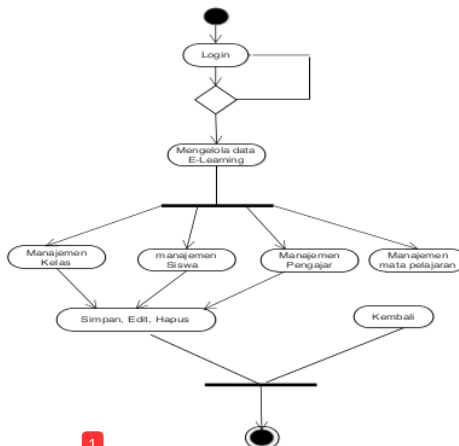 Login
Mengelola data
E-Learning
Manajemen
Kelas
manajemen
Siswa
Manajemen
Pengajar
Manajemen
mata pelajaran
Simpan, Edit, Hapus
Kembali
1